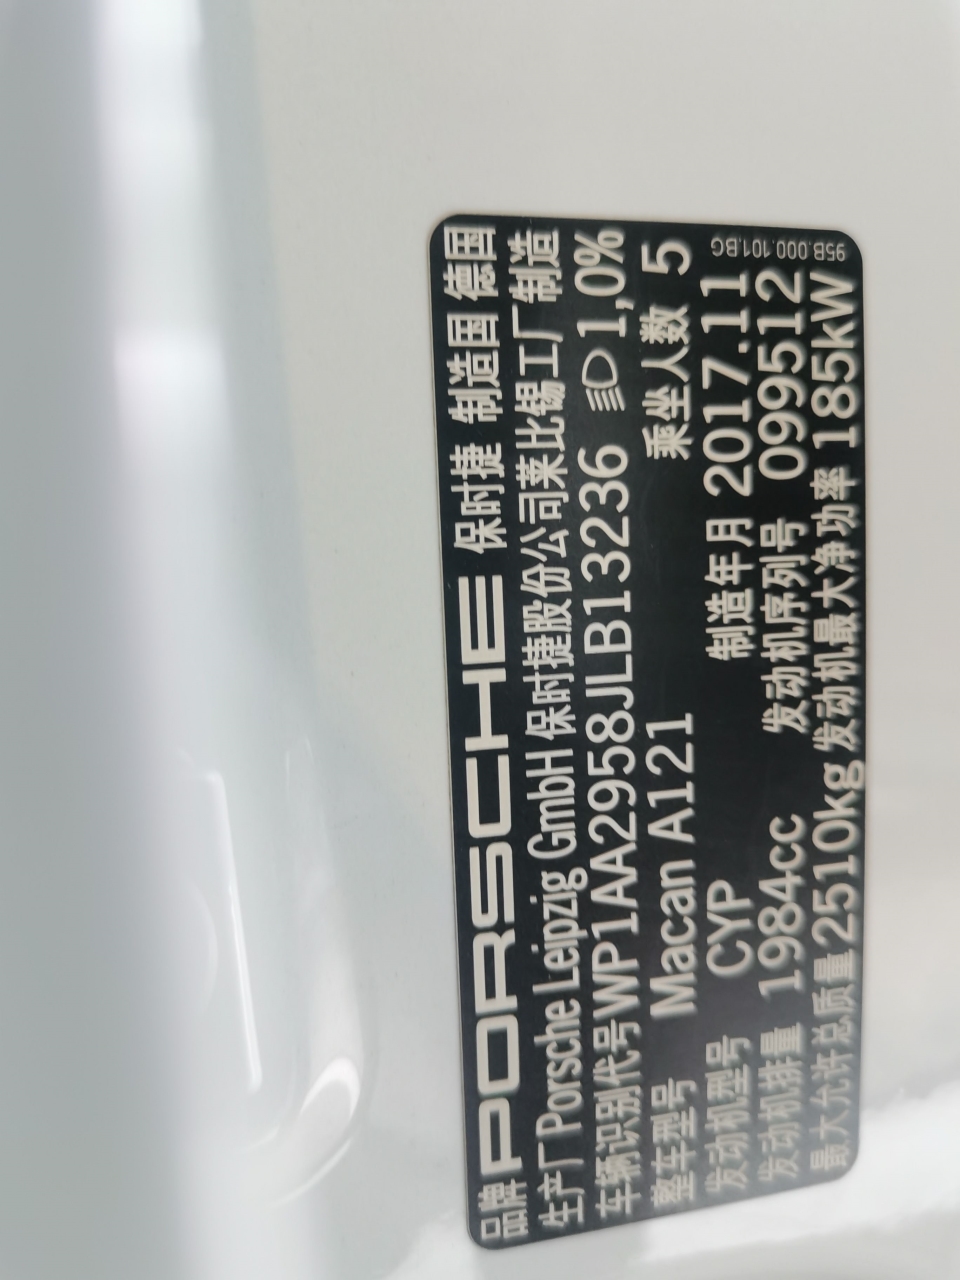 品牌 PORSCHE 保时捷 制造国 德国
生产厂 Porsche Leipzig GmbH 保时捷股份公司莱比锡工厂制造
车辆识别代号 WP1AA2958JLB13236 1,0%
整车型号 Macan A121 乘坐人数 5
发动机型号 CYP 制造年月 2017.11
发动机排量 1984cc 发动机序列号 099512
最大允许总质量 2510kg 发动机最大净功率 185kW
95B.000.101.BG